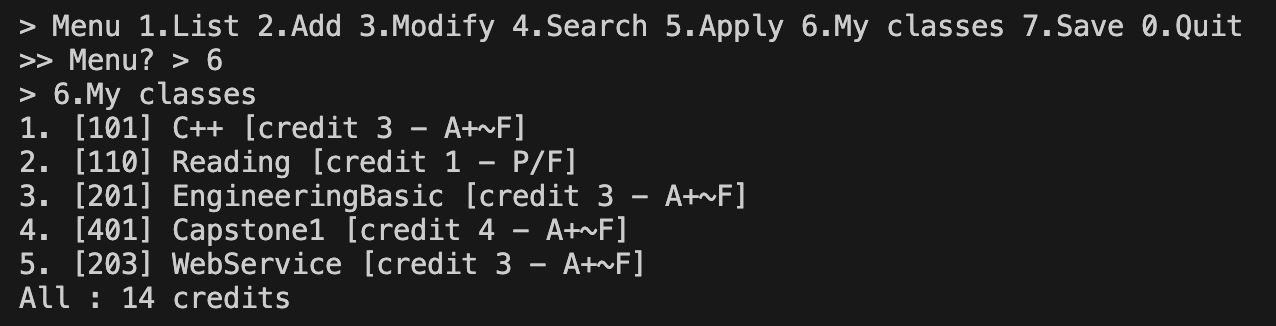 > Menu 1.List 2.Add 3.Modify 4.Search 5.Apply 6.My classes 7.Save 0.Quit
>> Menu? > 6
> 6.My classes
1. [101] C++ [credit 3 - A+~F]
2. [110] Reading [credit 1 - P/F]
3. [201] EngineeringBasic [credit 3 - A+~F]
4. [401] Capstone1 [credit 4 - A+~F]
5. [203] WebService [credit 3 - A+~F]
All : 14 credits